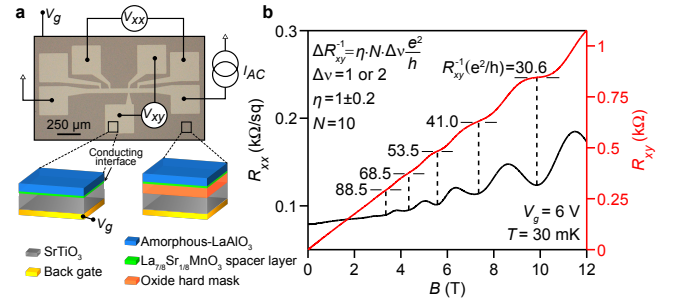 a
V_g
V_xx
I_AC
V_xy
250 μm
Conducting
interface
V_g
SrTiO₃
Back gate
Amorphous-LaAlO₃
La₇/₈Sr₁/₈MnO₃ spacer layer
Oxide hard mask
b
ΔR_xy⁻¹ = η·N·Δν e²/h
Δν=1 or 2
η=1±0.2
N=10
R_xy⁻¹(e²/h)=30.6
41.0
53.5
68.5
88.5
V_g = 6 V
T = 30 mK
R_xx (kΩ/sq)
0.3
0.2
0.1
0 2 4 6 8 10 12
B (T)
1
0.75
0.5
0.25
0
R_xy (kΩ)